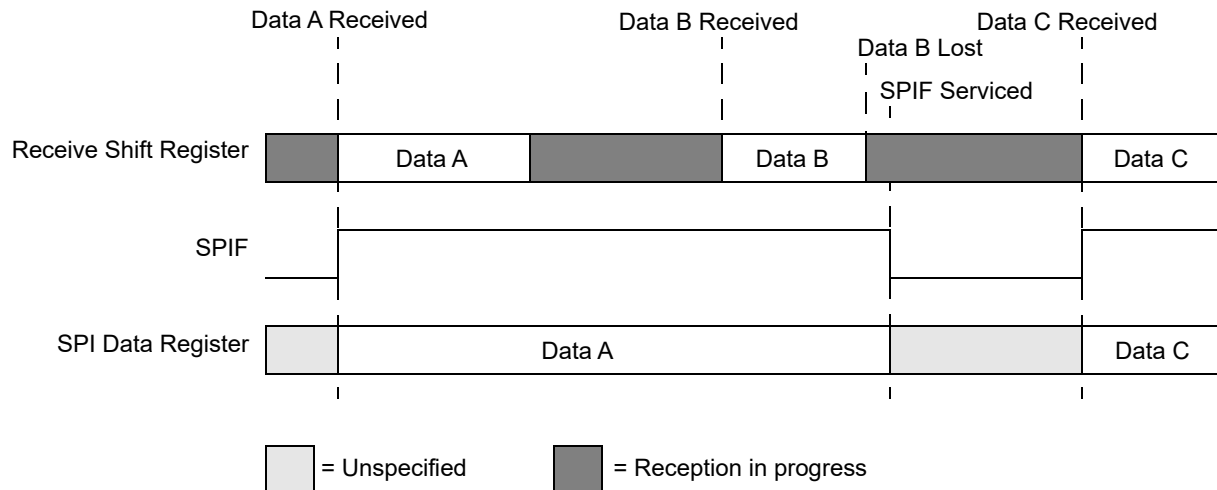 Data A Received
Data B Received
Data C Received
Data B Lost
SPIF Serviced
Receive Shift Register
Data A
Data B
Data C
SPIF
SPI Data Register
Data A
Data C
= Unspecified
= Reception in progress